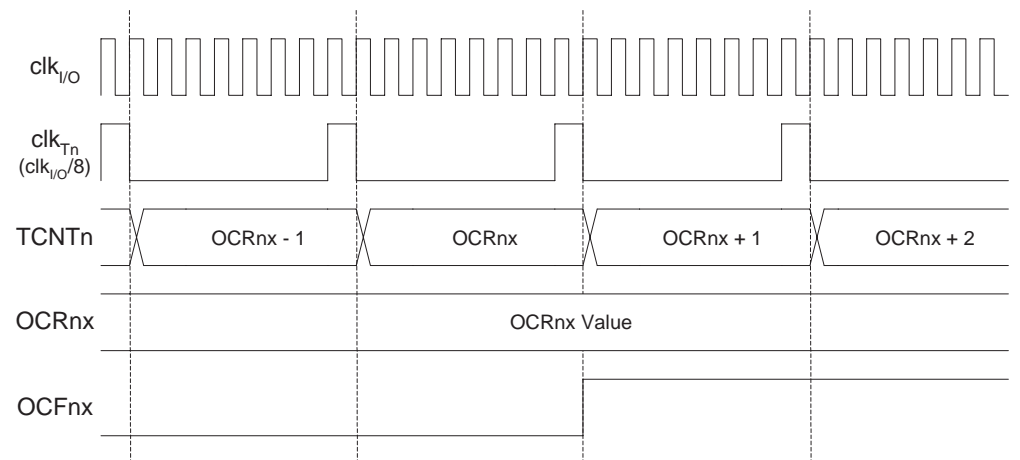 clkI/O
clkTn
(clkI/O/8)
TCNTn
OCRnx - 1
OCRnx
OCRnx + 1
OCRnx + 2
OCRnx
OCRnx Value
OCFnx